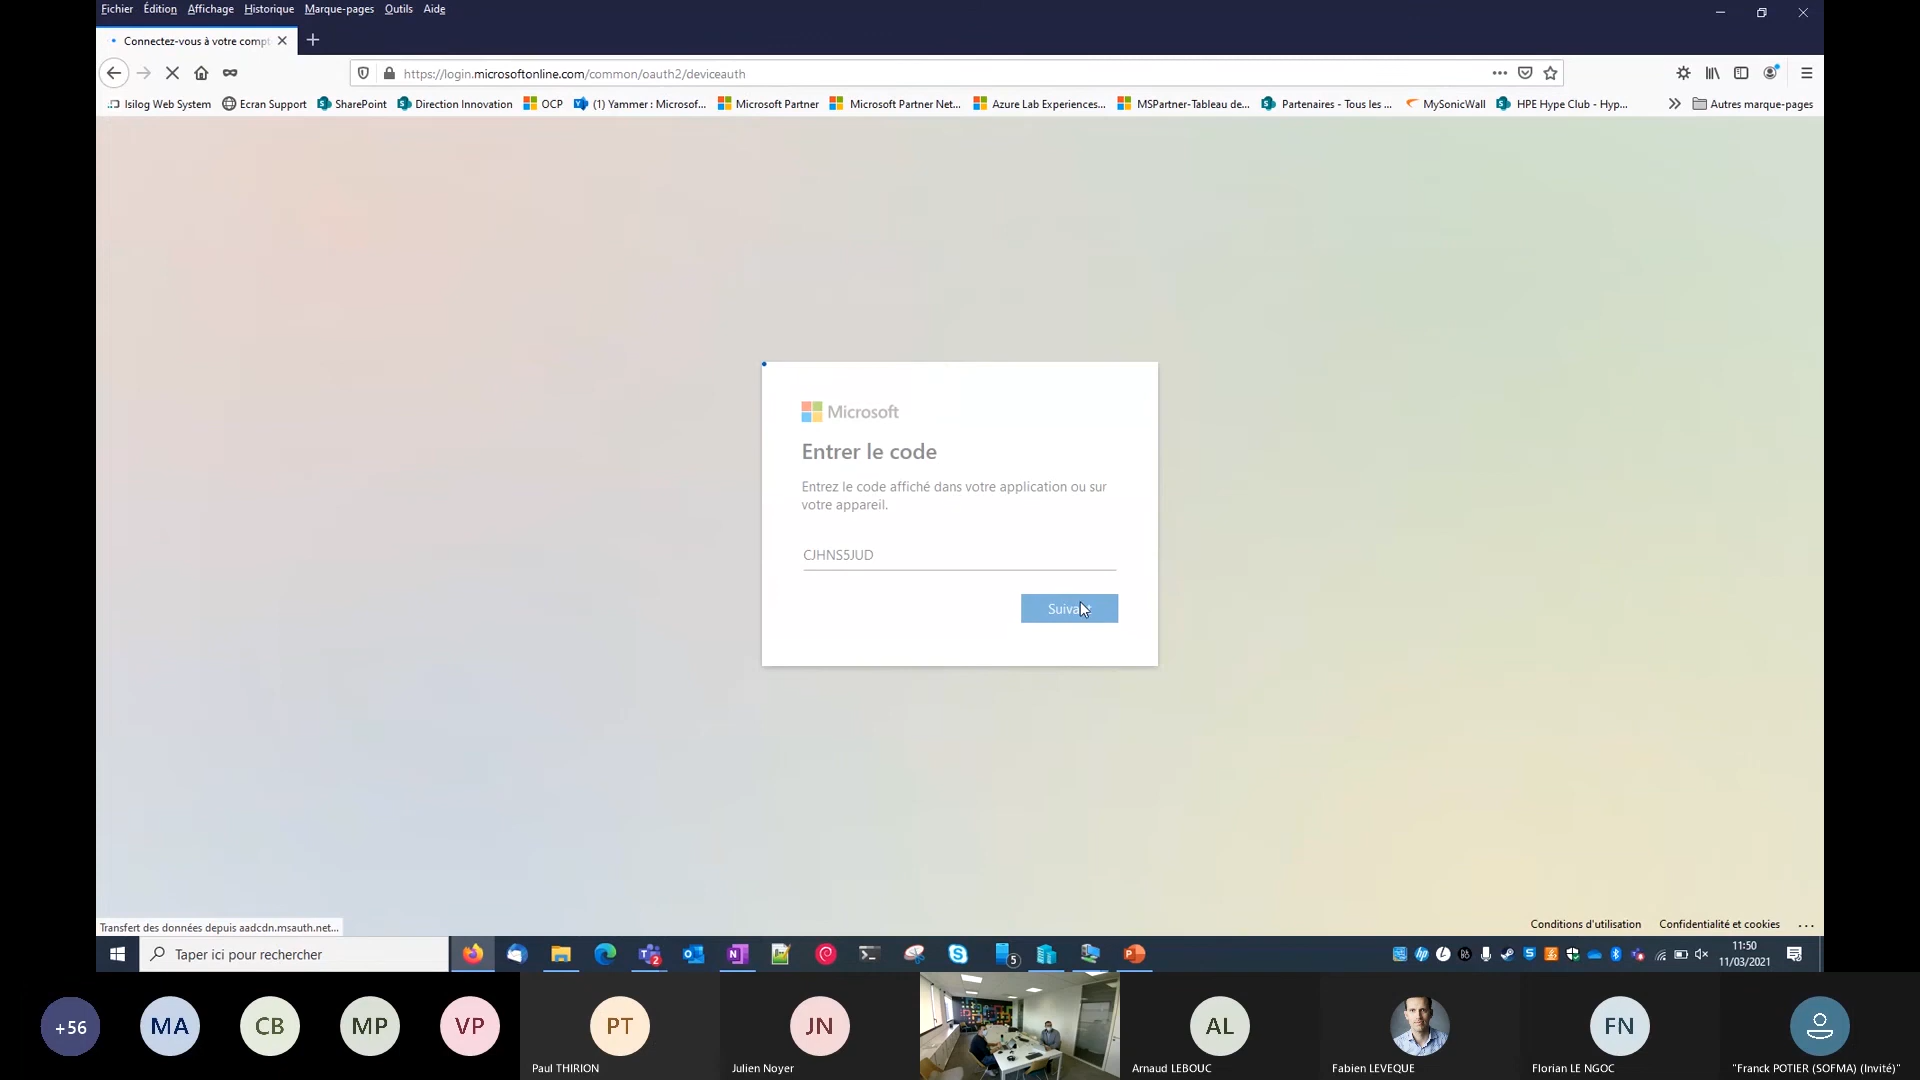 Fichier Édition Affichage Historique Marque-pages Outils Aide
Connectez-vous à votre compt
https://login.microsoftonline.com/common/oauth2/deviceauth
Isilog Web System Ecran Support SharePoint Direction Innovation OCP (1) Yammer : Microsof... Microsoft Partner Microsoft Partner Net... Azure Lab Experiences... MSPartner-Tableau de... Partenaires - Tous les ... MySonicWall HPE Hype Club - Hyp... Autres marque-pages
Microsoft
Entrer le code
Entrez le code affiché dans votre application ou sur
votre appareil.
CJHNS5JUD
Transfert des données depuis aadcdn.msauth.net...
Conditions d'utilisation Confidentialité et cookies ...
Taper ici pour rechercher
2
5
11:50
11/03/2021
+56 MA CB MP VP PT JN AL FN
Paul THIRION Julien Noyer Arnaud LEBOUC Fabien LEVEQUE Florian LE NGOC "Franck POTIER (SOFMA) (Invité)"